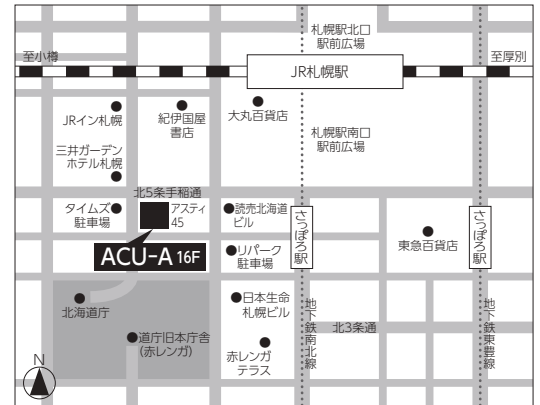 札幌駅北口
駅前広場
至小樽
JR札幌駅
至厚別
JRイン札幌
紀伊国屋
書店
大丸百貨店
札幌駅南口
駅前広場
三井ガーデン
ホテル札幌
北5条手稲通
タイムズ
駐車場
アスティ
45
読売北海道
ビル
さっぽろ駅
さっぽろ駅
ACU-A 16F
リパーク
駐車場
東急百貨店
北海道庁
日本生命
札幌ビル
地下鉄南北線
北3条通
地下鉄東豊線
道庁旧本庁舎
(赤レンガ)
赤レンガ
テラス
N